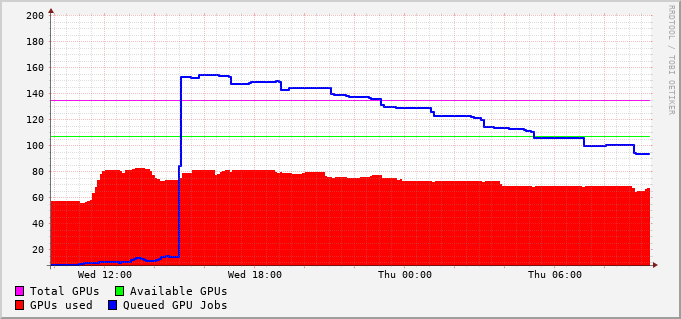 200
180
160
140
120
100
80
60
40
20
Wed 12:00 Wed 18:00 Thu 00:00 Thu 06:00
Total GPUs Available GPUs
GPUs used Queued GPU Jobs
RRDTOOL / TOBI OETIKER